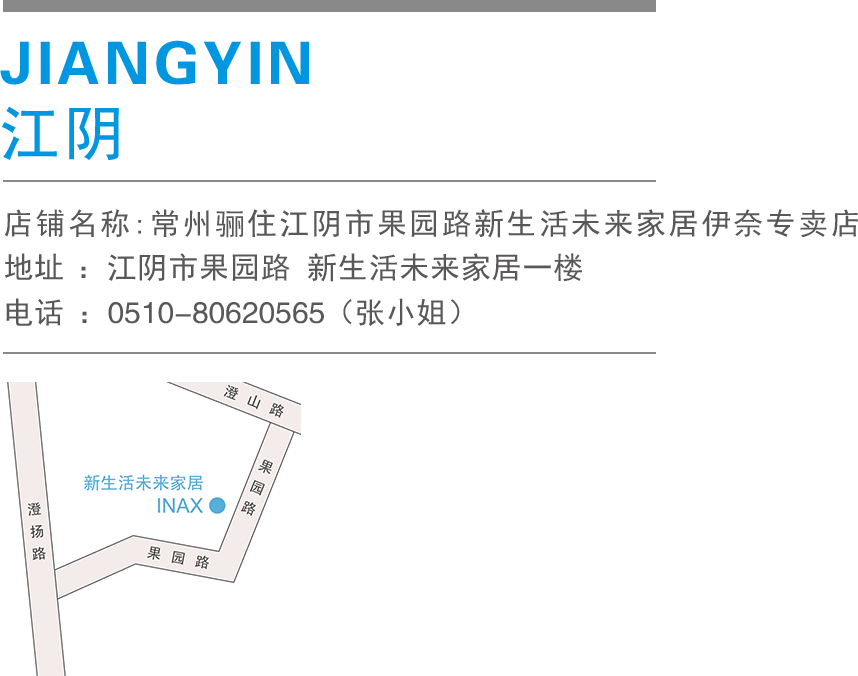 JIANGYIN
江阴
店铺名称:常州骊住江阴市果园路新生活未来家居伊奈专卖店
地址 ：江阴市果园路 新生活未来家居一楼
电话 ：0510-80620565（张小姐）
澄山路
果园路
新生活未来家居
INAX
澄扬路
果园路